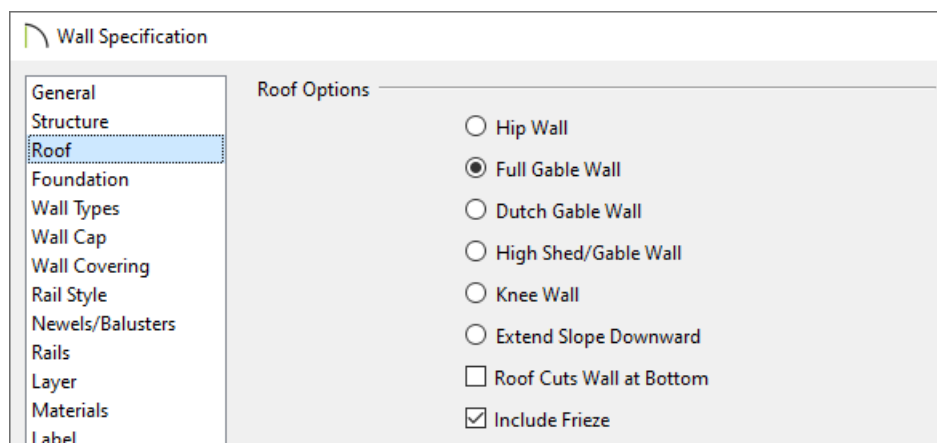 Wall Specification
General
Structure
Roof
Foundation
Wall Types
Wall Cap
Wall Covering
Rail Style
Newels/Balusters
Rails
Layer
Materials
Label
Roof Options
Hip Wall
Full Gable Wall
Dutch Gable Wall
High Shed/Gable Wall
Knee Wall
Extend Slope Downward
Roof Cuts Wall at Bottom
Include Frieze